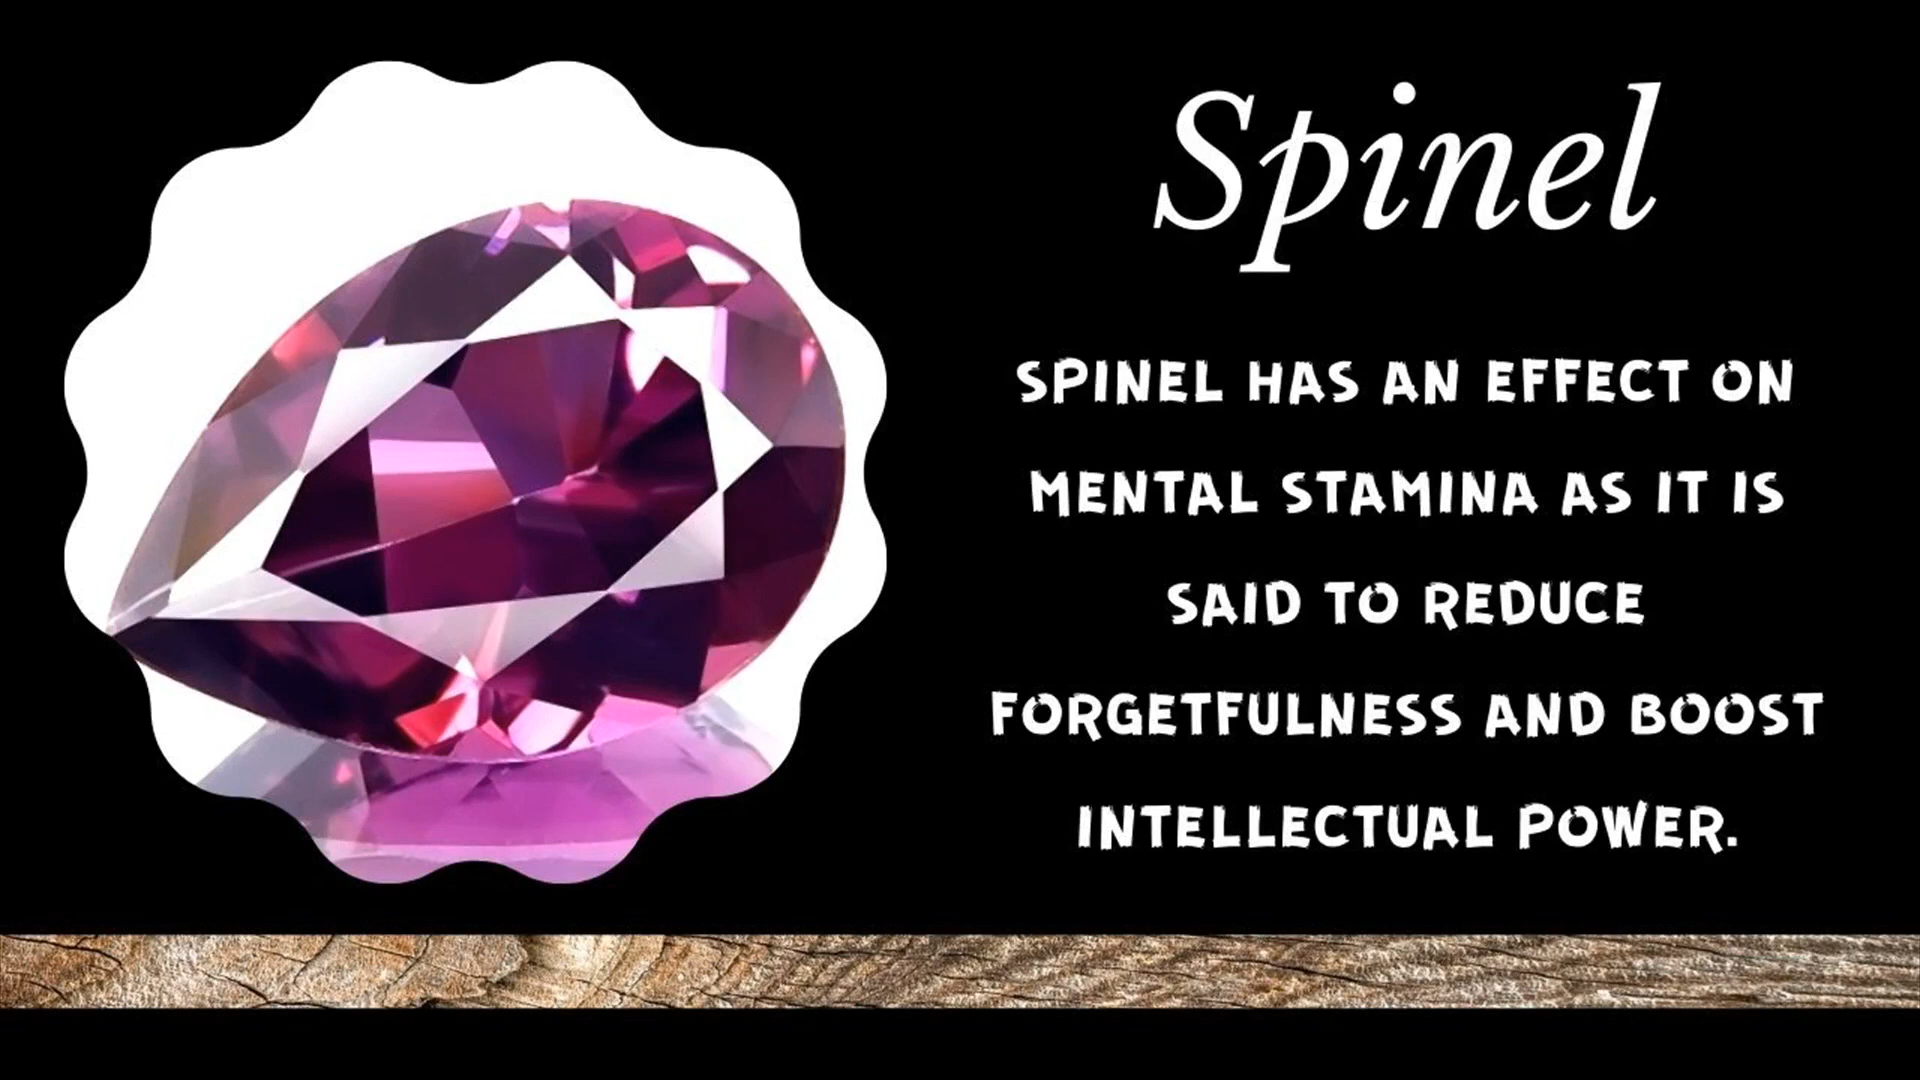 Spinel
SPINEL HAS AN EFFECT ON
MENTAL STAMINA AS IT IS
SAID TO REDUCE
FORGETFULNESS AND BOOST
INTELLECTUAL POWER.